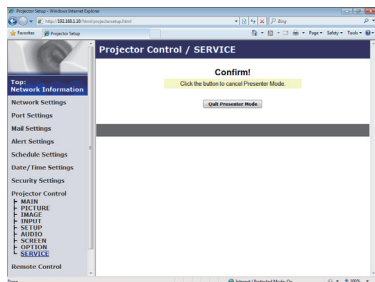 Projector Setup - Windows Internet Explorer
http://192.168.1.10/html/projectorsetup.html
Bing
Favorites Projector Setup
Page Safety Tools
Projector Control / SERVICE
Confirm!
Click the button to cancel Presenter Mode.
Quit Presenter Mode
Top:
Network Information
Network Settings
Port Settings
Mail Settings
Alert Settings
Schedule Settings
Date/Time Settings
Security Settings
Projector Control
MAIN
PICTURE
IMAGE
INPUT
SETUP
AUDIO
SCREEN
OPTION
SERVICE
Remote Control
Done
Internet | Protected Mode: On
100%